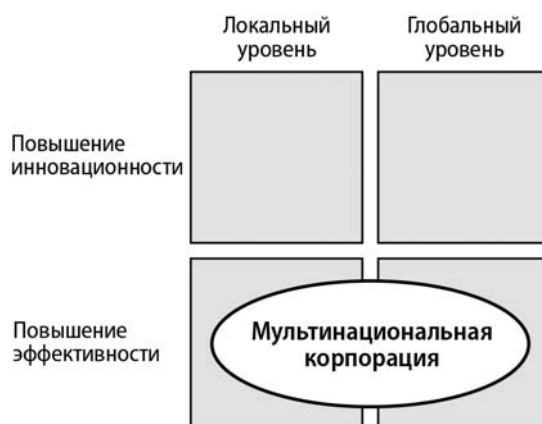 Локальный
уровень
Глобальный
уровень
Повышение
инновационности
Повышение
эффективности
Мультинациональная
корпорация